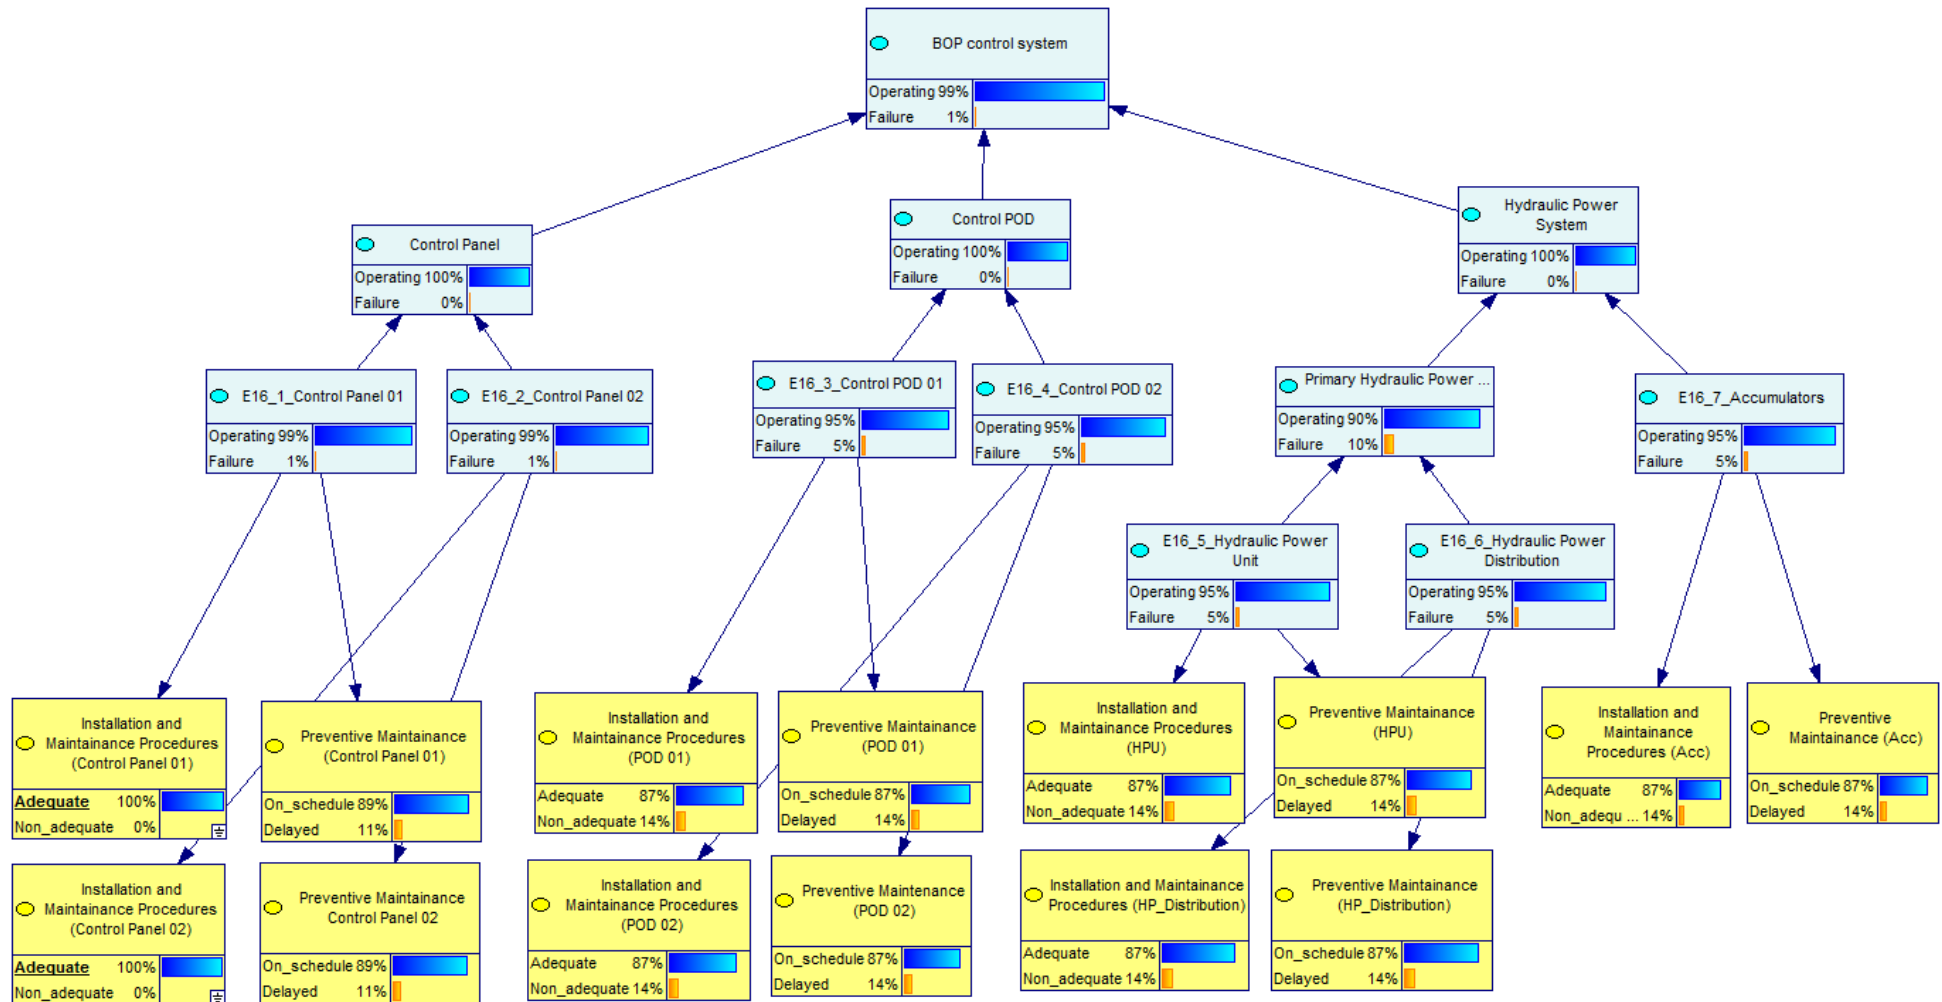 BOP control system
Operating 99%
Failure 1%
Control Panel
Operating 100%
Failure 0%
Control POD
Operating 100%
Failure 0%
Hydraulic Power
System
Operating 100%
Failure 0%
E16_1_Control Panel 01
Operating 99%
Failure 1%
E16_2_Control Panel 02
Operating 99%
Failure 1%
E16_3_Control POD 01
Operating 95%
Failure 5%
E16_4_Control POD 02
Operating 95%
Failure 5%
Primary Hydraulic Power ...
Operating 90%
Failure 10%
E16_7_Accumulators
Operating 95%
Failure 5%
E16_5_Hydraulic Power
Unit
Operating 95%
Failure 5%
E16_6_Hydraulic Power
Distribution
Operating 95%
Failure 5%
Installation and
Maintainance Procedures
(Control Panel 01)
Adequate 100%
Non_adequate 0%
Preventive Maintainance
(Control Panel 01)
On_schedule 89%
Delayed 11%
Installation and
Maintainance Procedures
(POD 01)
Adequate 87%
Non_adequate 14%
Preventive Maintainance
(POD 01)
On_schedule 87%
Delayed 14%
Installation and
Maintainance Procedures
(HPU)
Adequate 87%
Non_adequate 14%
Preventive Maintainance
(HPU)
On_schedule 87%
Delayed 14%
Installation and
Maintainance
Procedures (Acc)
Adequate 87%
Non_adequ ... 14%
Preventive
Maintainance (Acc)
On_schedule 87%
Delayed 14%
Installation and
Maintainance Procedures
(Control Panel 02)
Adequate 100%
Non_adequate 0%
Preventive Maintainance
Control Panel 02
On_schedule 89%
Delayed 11%
Installation and
Maintainance Procedures
(POD 02)
Adequate 87%
Non_adequate 14%
Preventive Maintenance
(POD 02)
On_schedule 87%
Delayed 14%
Installation and Maintainance
Procedures (HP_Distribution)
Adequate 87%
Non_adequate 14%
Preventive Maintainance
(HP_Distribution)
On_schedule 87%
Delayed 14%